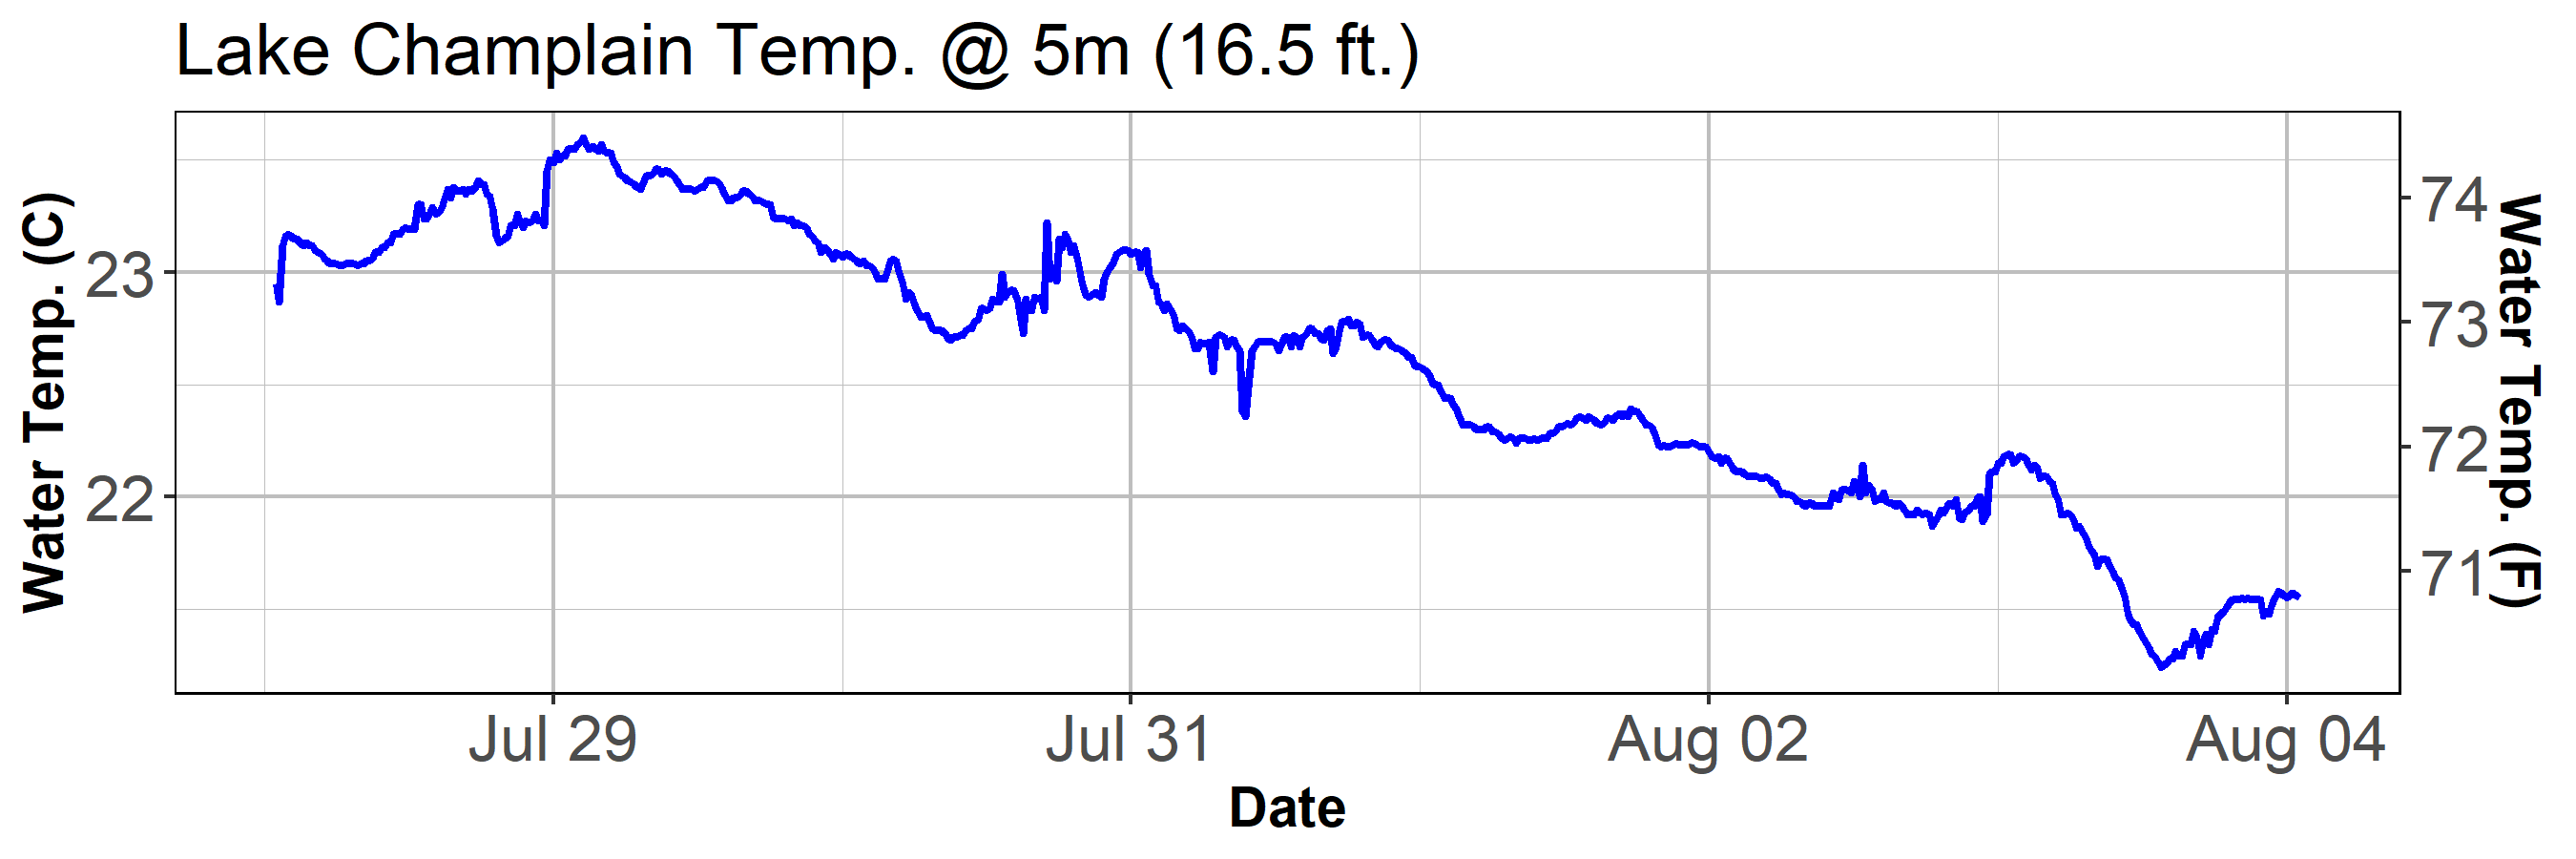 Lake Champlain Temp. @ 5m (16.5 ft.)
Water Temp. (C)
23
22
74
73
72
71
Water Temp. (F)
Jul 29
Jul 31
Aug 02
Aug 04
Date